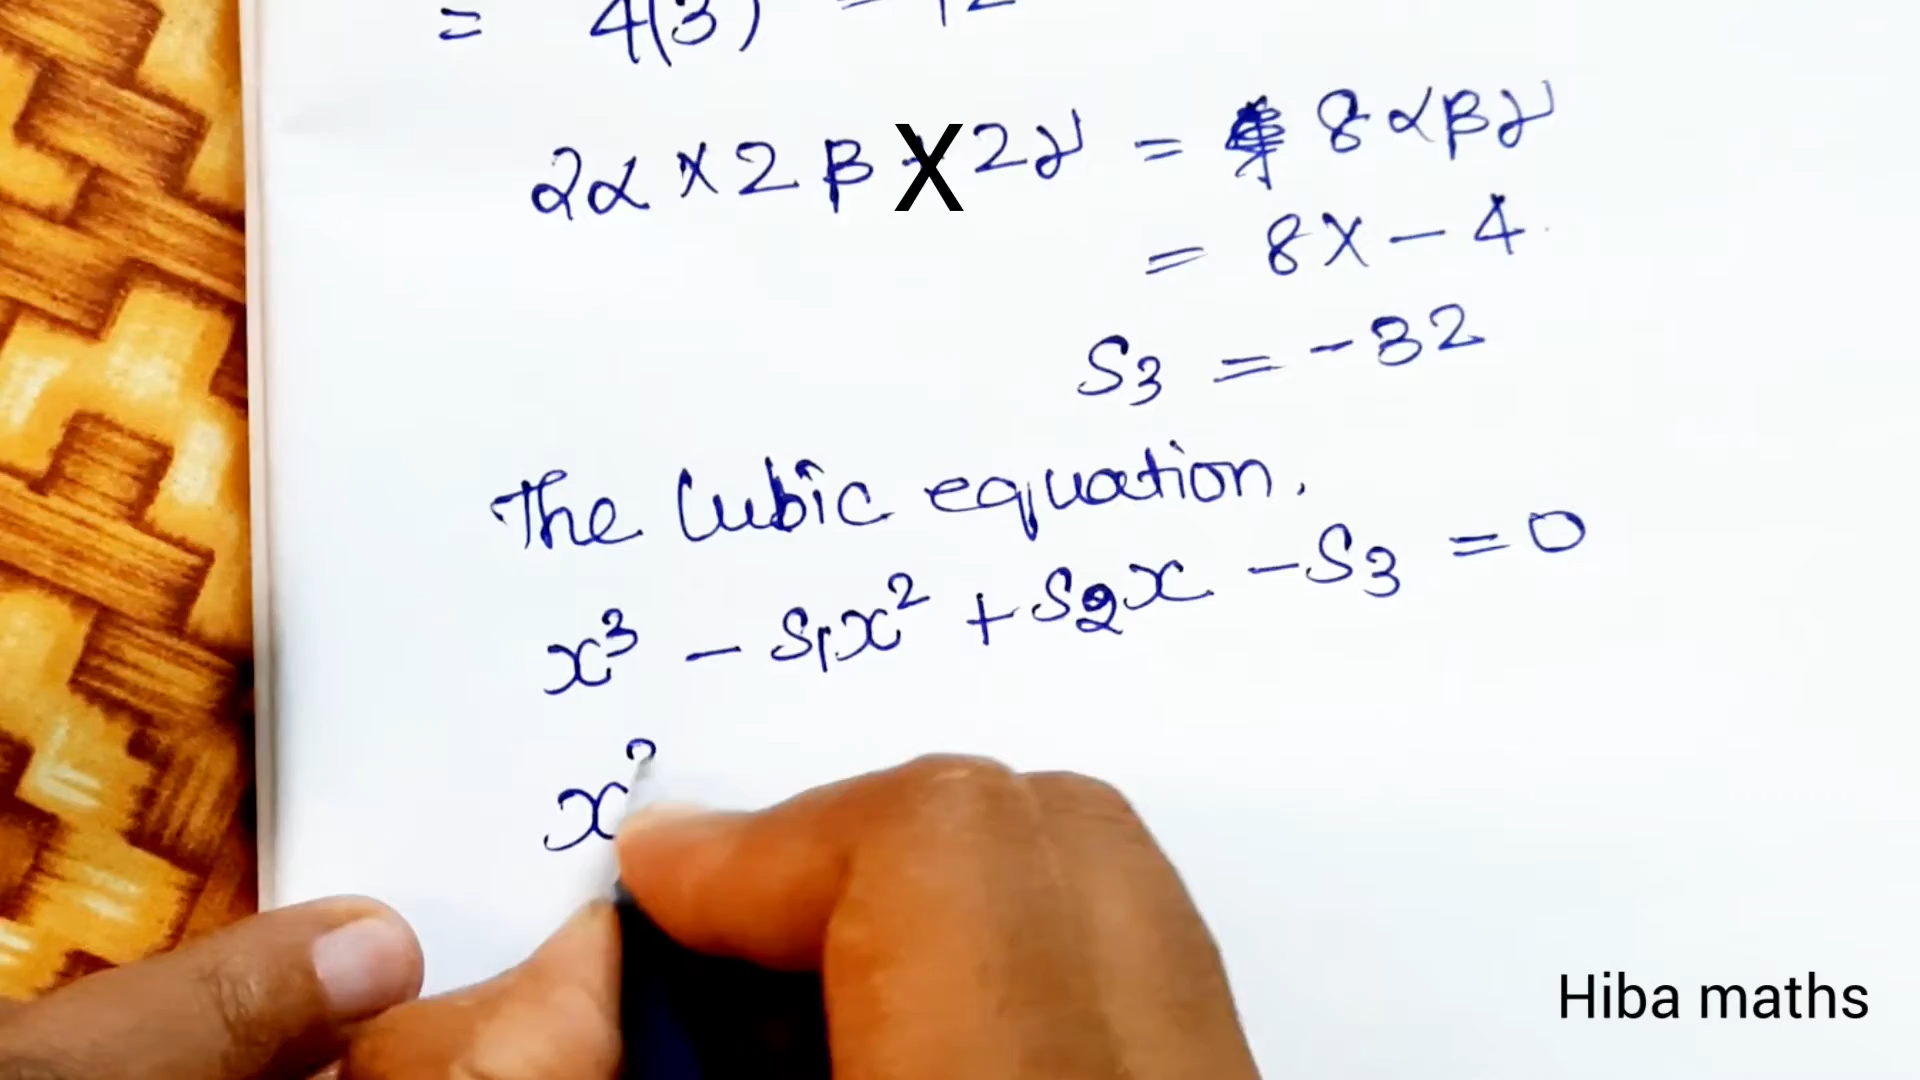 = 4(3) = 12
2α × 2β X 2γ = 8αβγ
= 8X - 4
S3 = -32
The Cubic equation,
x³ - S1x² + S2x - S3 = 0
x
Hiba maths